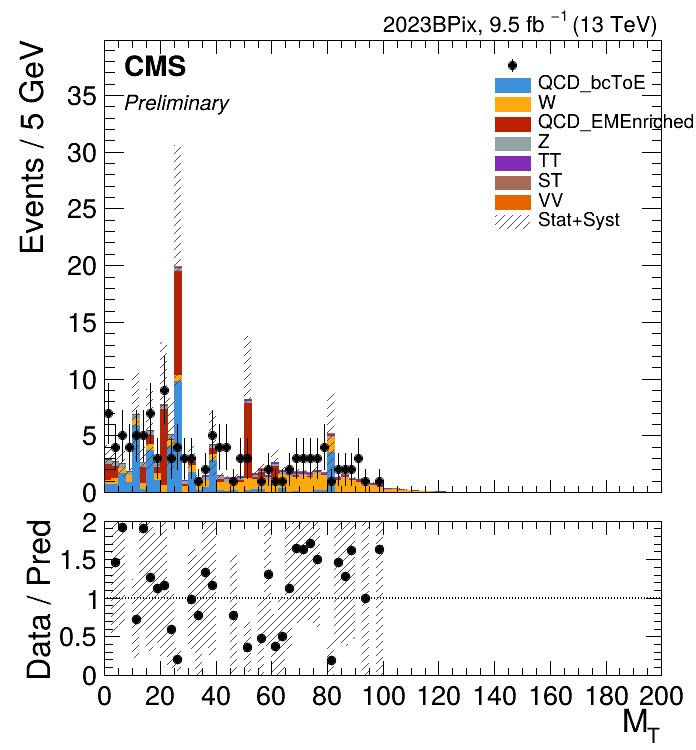 2023BPix, 9.5 fb⁻¹ (13 TeV)
Events / 5 GeV
CMS
Preliminary
QCD_bcToE
W
QCD_EMEnriched
Z
TT
ST
VV
Stat+Syst
35
30
25
20
15
10
5
0
Data / Pred
2
1.5
1
0.5
0
0 20 40 60 80 100 120 140 160 180 200
M_T